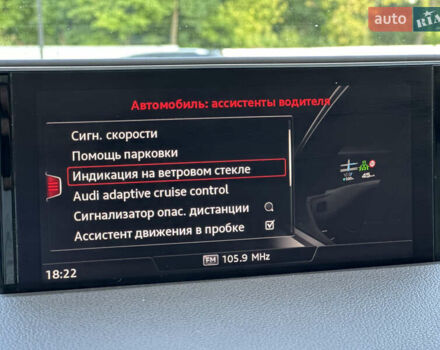 auto RIA
Автомобиль: ассистенты водителя
Сигн. скорости
Помощь парковки
Индикация на ветровом стекле
Audi adaptive cruise control
Сигнализатор опас. дистанции
Ассистент движения в пробке
18:22
FM 105.9 MHz